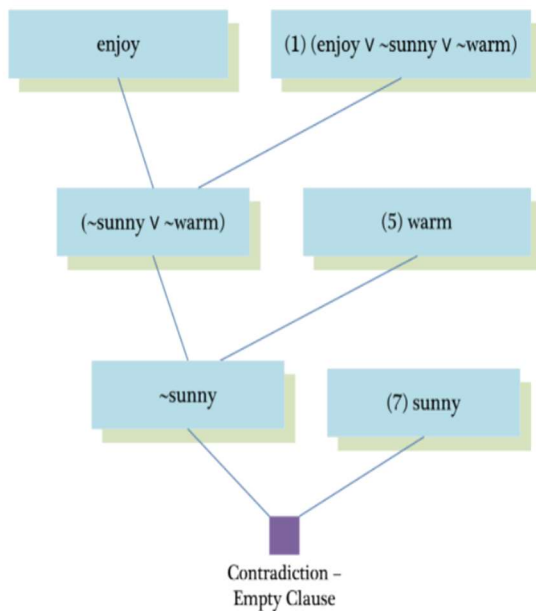 enjoy
(1) (enjoy ∨ ~sunny ∨ ~warm)
(~sunny ∨ ~warm)
(5) warm
~sunny
(7) sunny
Contradiction –
Empty Clause